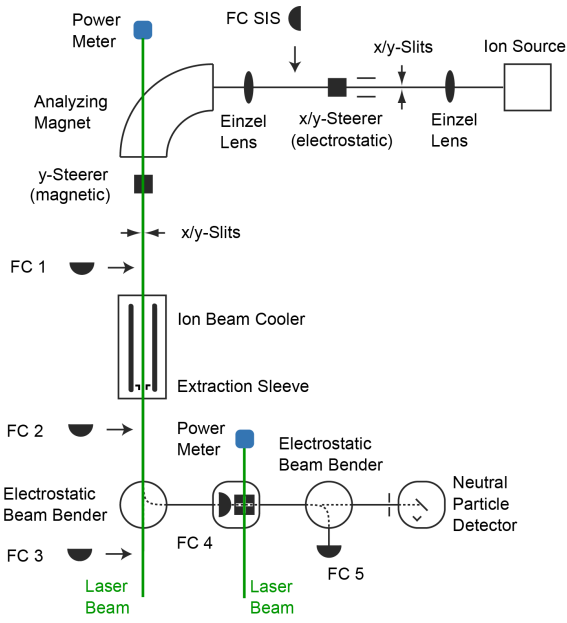 Power
Meter
FC SIS
x/y-Slits
Ion Source
Analyzing
Magnet
Einzel
Lens
x/y-Steerer
(electrostatic)
Einzel
Lens
y-Steerer
(magnetic)
x/y-Slits
FC 1
Ion Beam Cooler
Extraction Sleeve
FC 2
Power
Meter
Electrostatic
Beam Bender
Neutral
Particle
Detector
Electrostatic
Beam Bender
FC 4
FC 3
FC 5
Laser
Beam
Laser
Beam